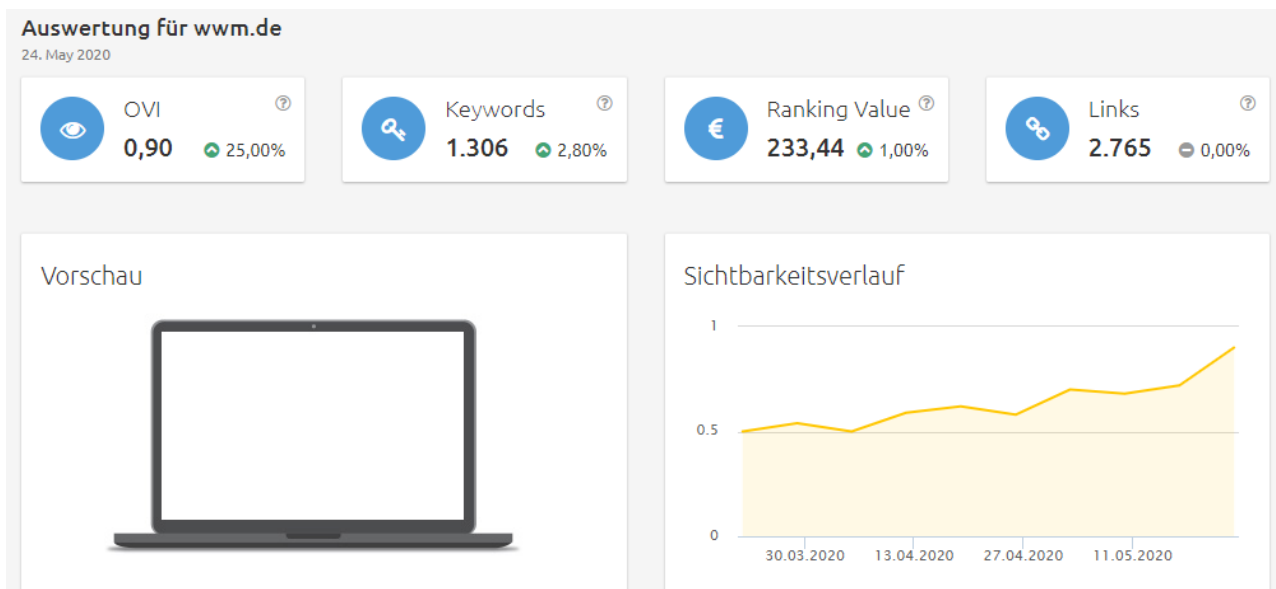 Auswertung für wwm.de
24. May 2020
OVI ?
0,90 25,00%
Keywords ?
1.306 2,80%
Ranking Value ?
€
233,44 1,00%
Links ?
2.765 0,00%
Vorschau
Sichtbarkeitsverlauf
1
0.5
0
30.03.2020 13.04.2020 27.04.2020 11.05.2020